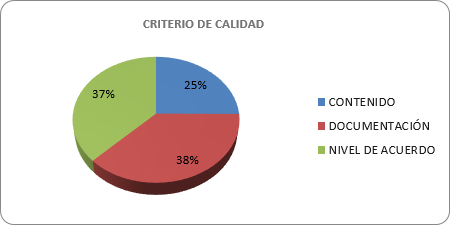 CRITERIO DE CALIDAD
25%
37%
38%
CONTENIDO
DOCUMENTACIÓN
NIVEL DE ACUERDO